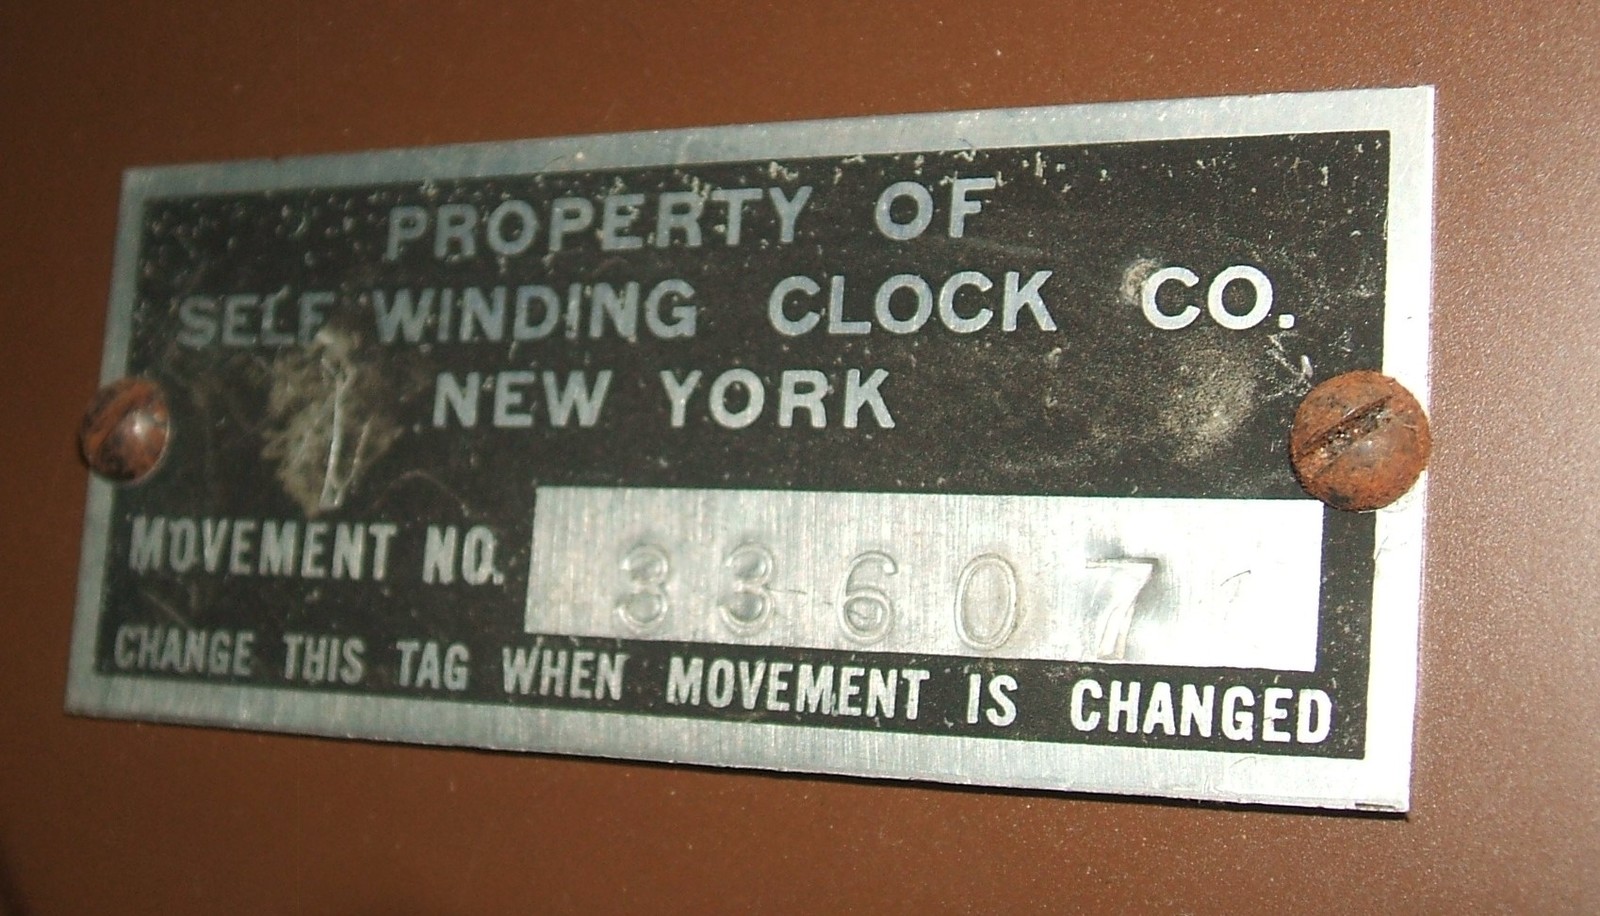 PROPERTY OF
SELF WINDING CLOCK CO.
NEW YORK
MOVEMENT NO. 33607
CHANGE THIS TAG WHEN MOVEMENT IS CHANGED